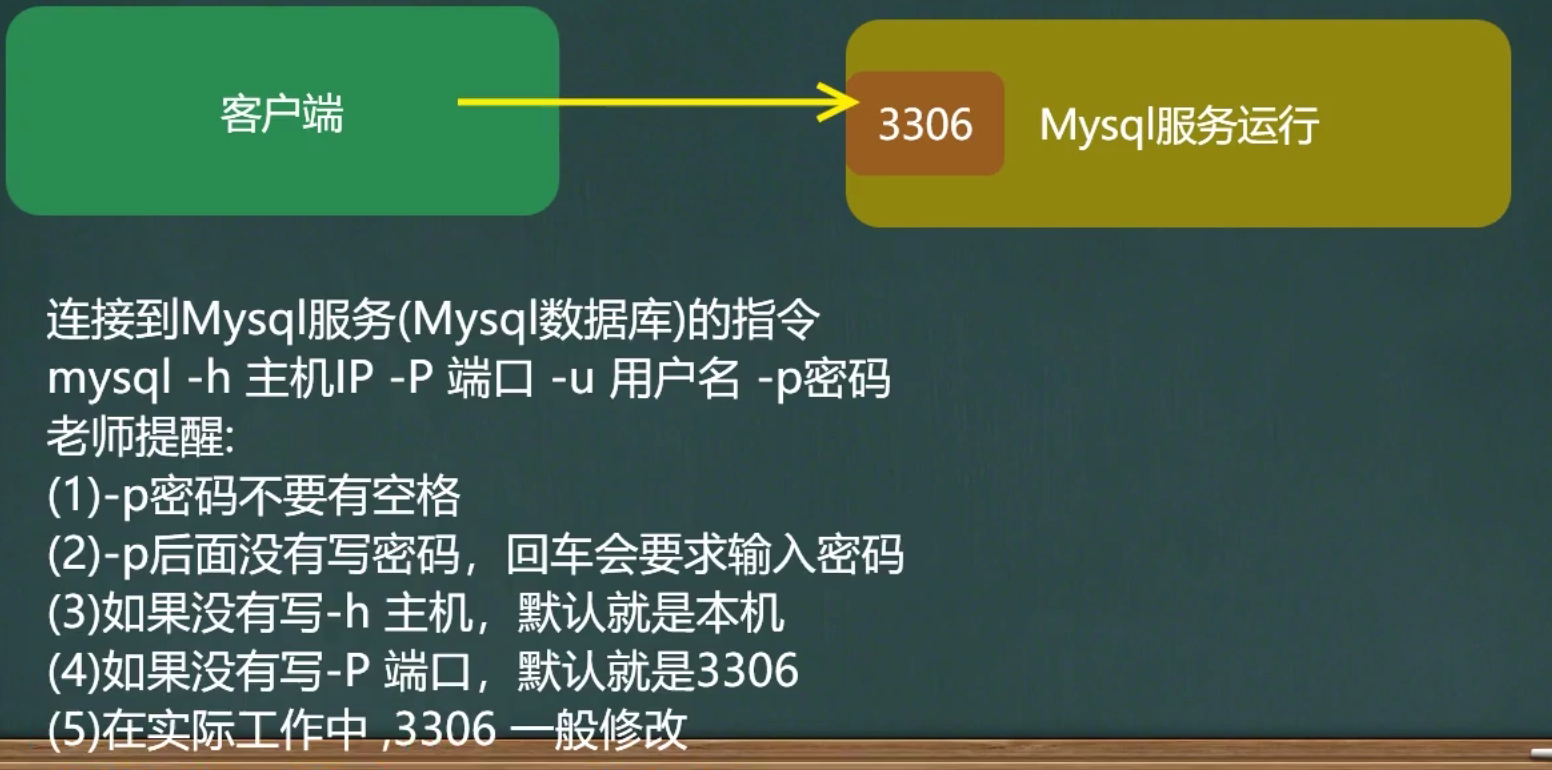 客户端
3306
Mysql服务运行
连接到Mysql服务(Mysql数据库)的指令
mysql -h 主机IP -P 端口 -u 用户名 -p密码
老师提醒:
(1)-p密码不要有空格
(2)-p后面没有写密码，回车会要求输入密码
(3)如果没有写-h 主机，默认就是本机
(4)如果没有写-P 端口，默认就是3306
(5)在实际工作中 ,3306 一般修改